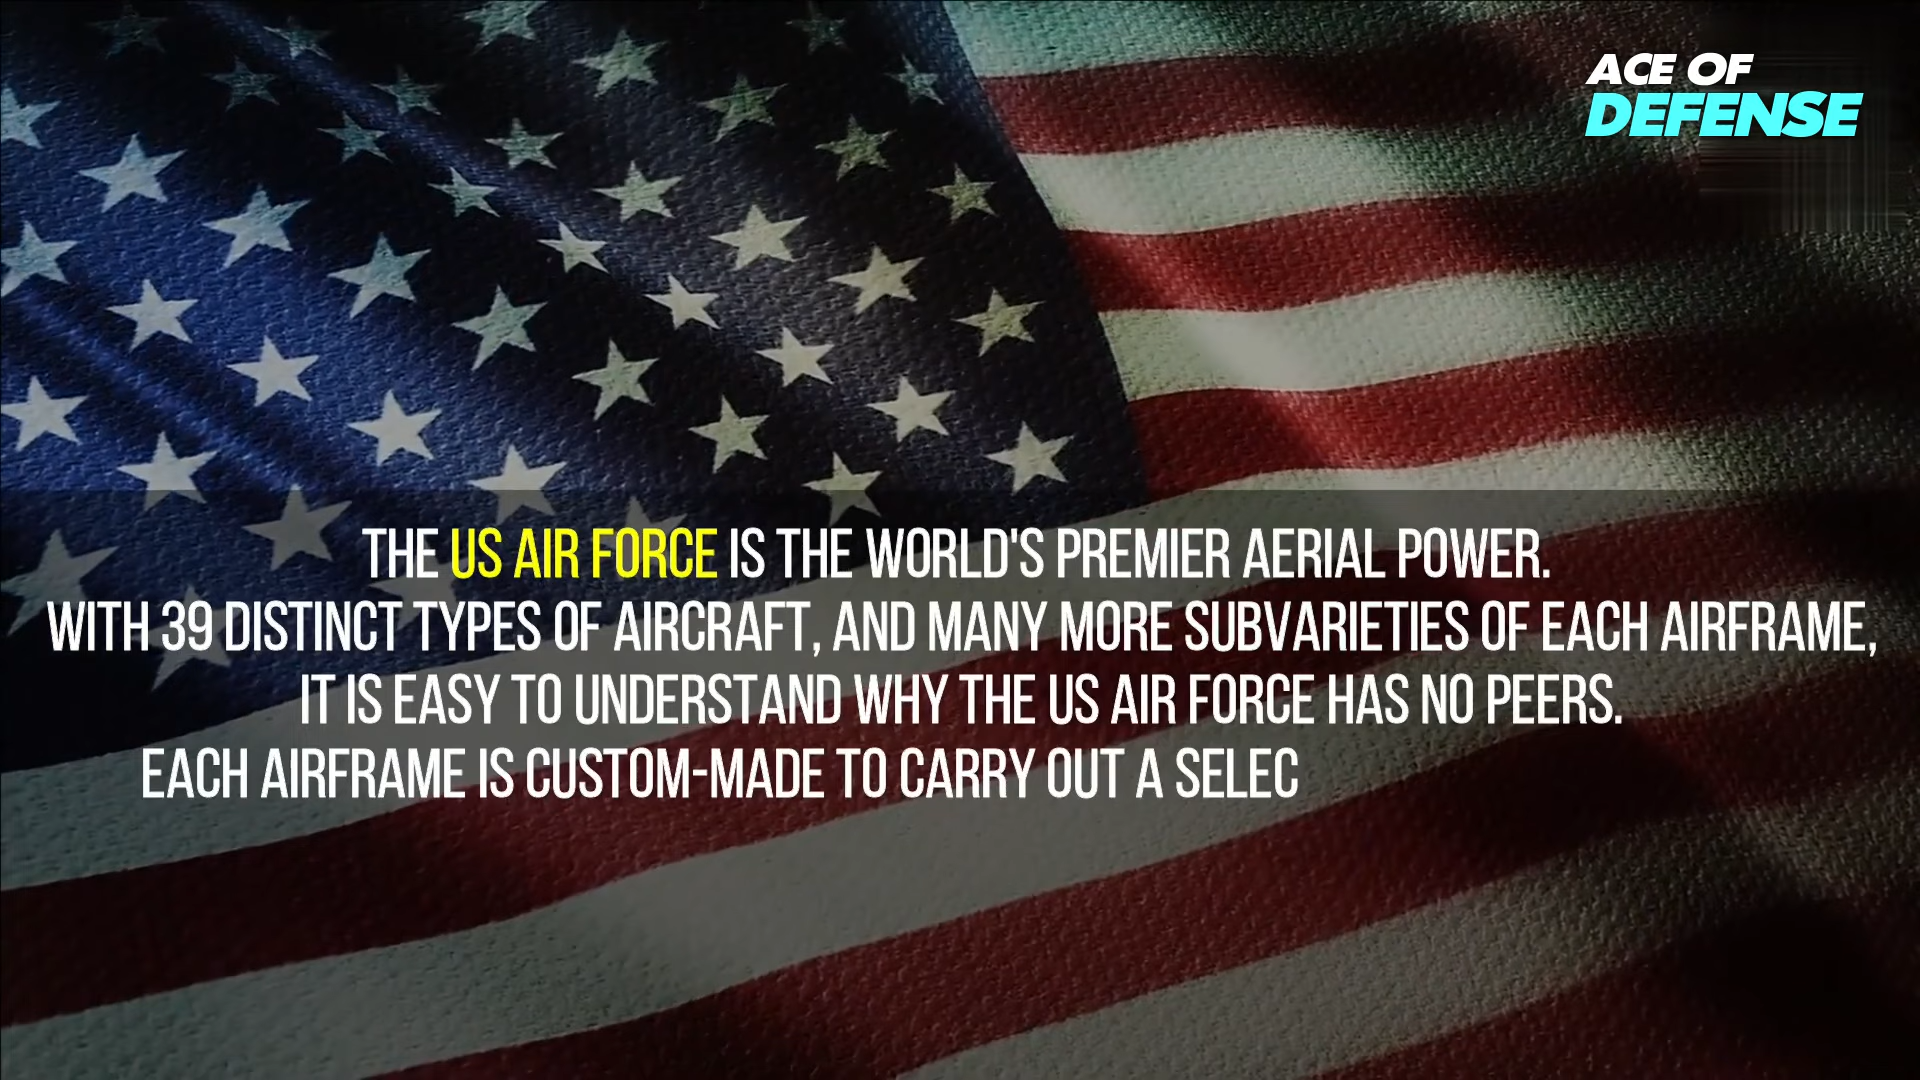 ACE OF
DEFENSE
THE US AIR FORCE IS THE WORLD'S PREMIER AERIAL POWER.
WITH 39 DISTINCT TYPES OF AIRCRAFT, AND MANY MORE SUBVARIETIES OF EACH AIRFRAME,
IT IS EASY TO UNDERSTAND WHY THE US AIR FORCE HAS NO PEERS.
EACH AIRFRAME IS CUSTOM-MADE TO CARRY OUT A SELEC